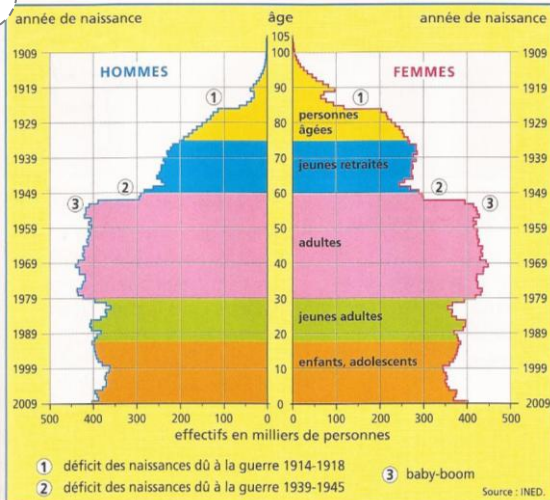 année de naissance
âge
année de naissance
HOMMES
FEMMES
105
1909 100 1909
1919 90 1919
1929 80 1929
1939 70 1939
1949 60 1949
1959 50 1959
1969 40 1969
1979 30 1979
1989 20 1989
1999 10 1999
2009 0 2009
① ①
② ②
③ ③
personnes
âgées
jeunes retraités
adultes
jeunes adultes
enfants, adolescents
500 400 300 200 100 0 0 100 200 300 400 500
effectifs en milliers de personnes
① déficit des naissances dû à la guerre 1914-1918
② déficit des naissances dû à la guerre 1939-1945
③ baby-boom
Source : INED.